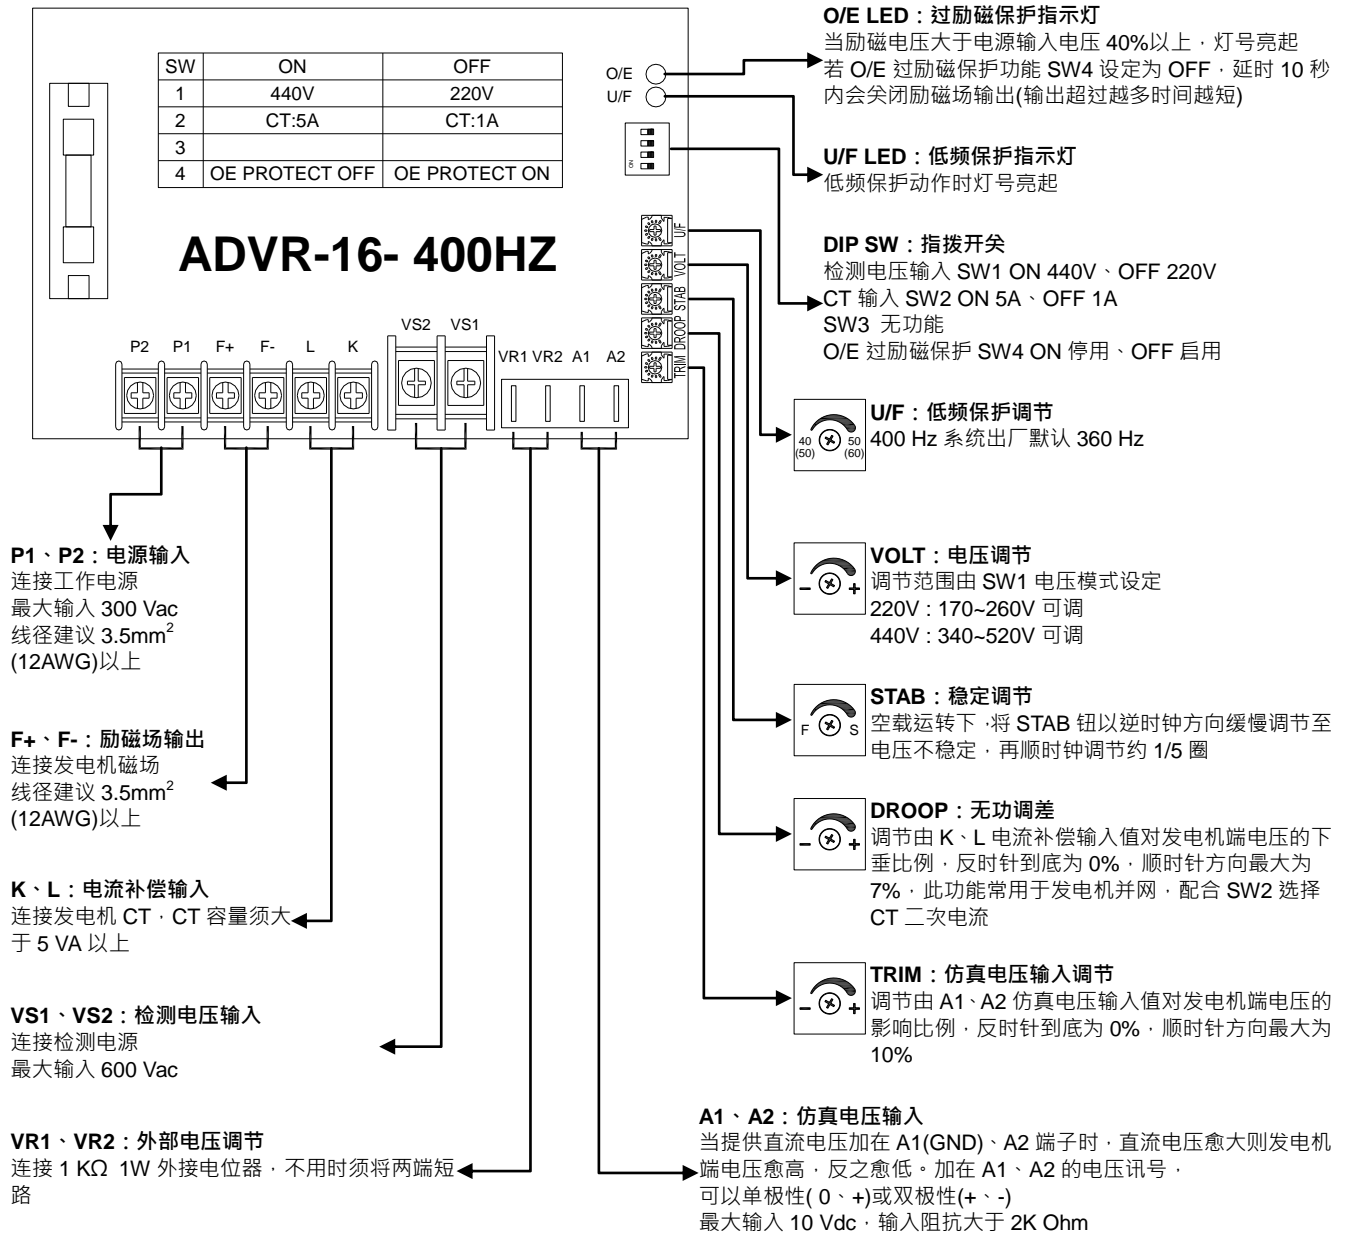 SW ON OFF
1 440V 220V
2 CT:5A CT:1A
3
4 OE PROTECT OFF OE PROTECT ON
O/E
U/F
ON
ADVR-16- 400HZ
U/F
VOLT
STAB
DROOP
TRIM
VS2 VS1
P2 P1 F+ F- L K
VR1 VR2 A1 A2
O/E LED：过励磁保护指示灯
当励磁电压大于电源输入电压 40%以上，灯号亮起
若 O/E 过励磁保护功能 SW4 设定为 OFF，延时 10 秒
内会关闭励磁场输出(输出超过越多时间越短)
U/F LED：低频保护指示灯
低频保护动作时灯号亮起
DIP SW：指拨开关
检测电压输入 SW1 ON 440V、OFF 220V
CT 输入 SW2 ON 5A、OFF 1A
SW3 无功能
O/E 过励磁保护 SW4 ON 停用、OFF 启用
40 50
(50) (60)
U/F：低频保护调节
400 Hz 系统出厂默认 360 Hz
- +
VOLT：电压调节
调节范围由 SW1 电压模式设定
220V : 170~260V 可调
440V : 340~520V 可调
F S
STAB：稳定调节
空载运转下，将 STAB 钮以逆时钟方向缓慢调节至
电压不稳定，再顺时钟调节约 1/5 圈
- +
DROOP：无功调差
调节由 K、L 电流补偿输入值对发电机端电压的下
垂比例，反时针到底为 0%，顺时针方向最大为
7%，此功能常用于发电机并网，配合 SW2 选择
CT 二次电流
- +
TRIM：仿真电压输入调节
调节由 A1、A2 仿真电压输入值对发电机端电压的
影响比例，反时针到底为 0%，顺时针方向最大为
10%
P1、P2：电源输入
连接工作电源
最大输入 300 Vac
线径建议 3.5mm²
(12AWG)以上
F+、F-：励磁场输出
连接发电机磁场
线径建议 3.5mm²
(12AWG)以上
K、L：电流补偿输入
连接发电机 CT，CT 容量须大
于 5 VA 以上
VS1、VS2：检测电压输入
连接检测电源
最大输入 600 Vac
VR1、VR2：外部电压调节
连接 1 KΩ 1W 外接电位器，不用时须将两端短
路
A1、A2：仿真电压输入
当提供直流电压加在 A1(GND)、A2 端子时，直流电压愈大则发电机
端电压愈高，反之愈低。加在 A1、A2 的电压讯号，
可以单极性( 0、+)或双极性(+、-)
最大输入 10 Vdc，输入阻抗大于 2K Ohm